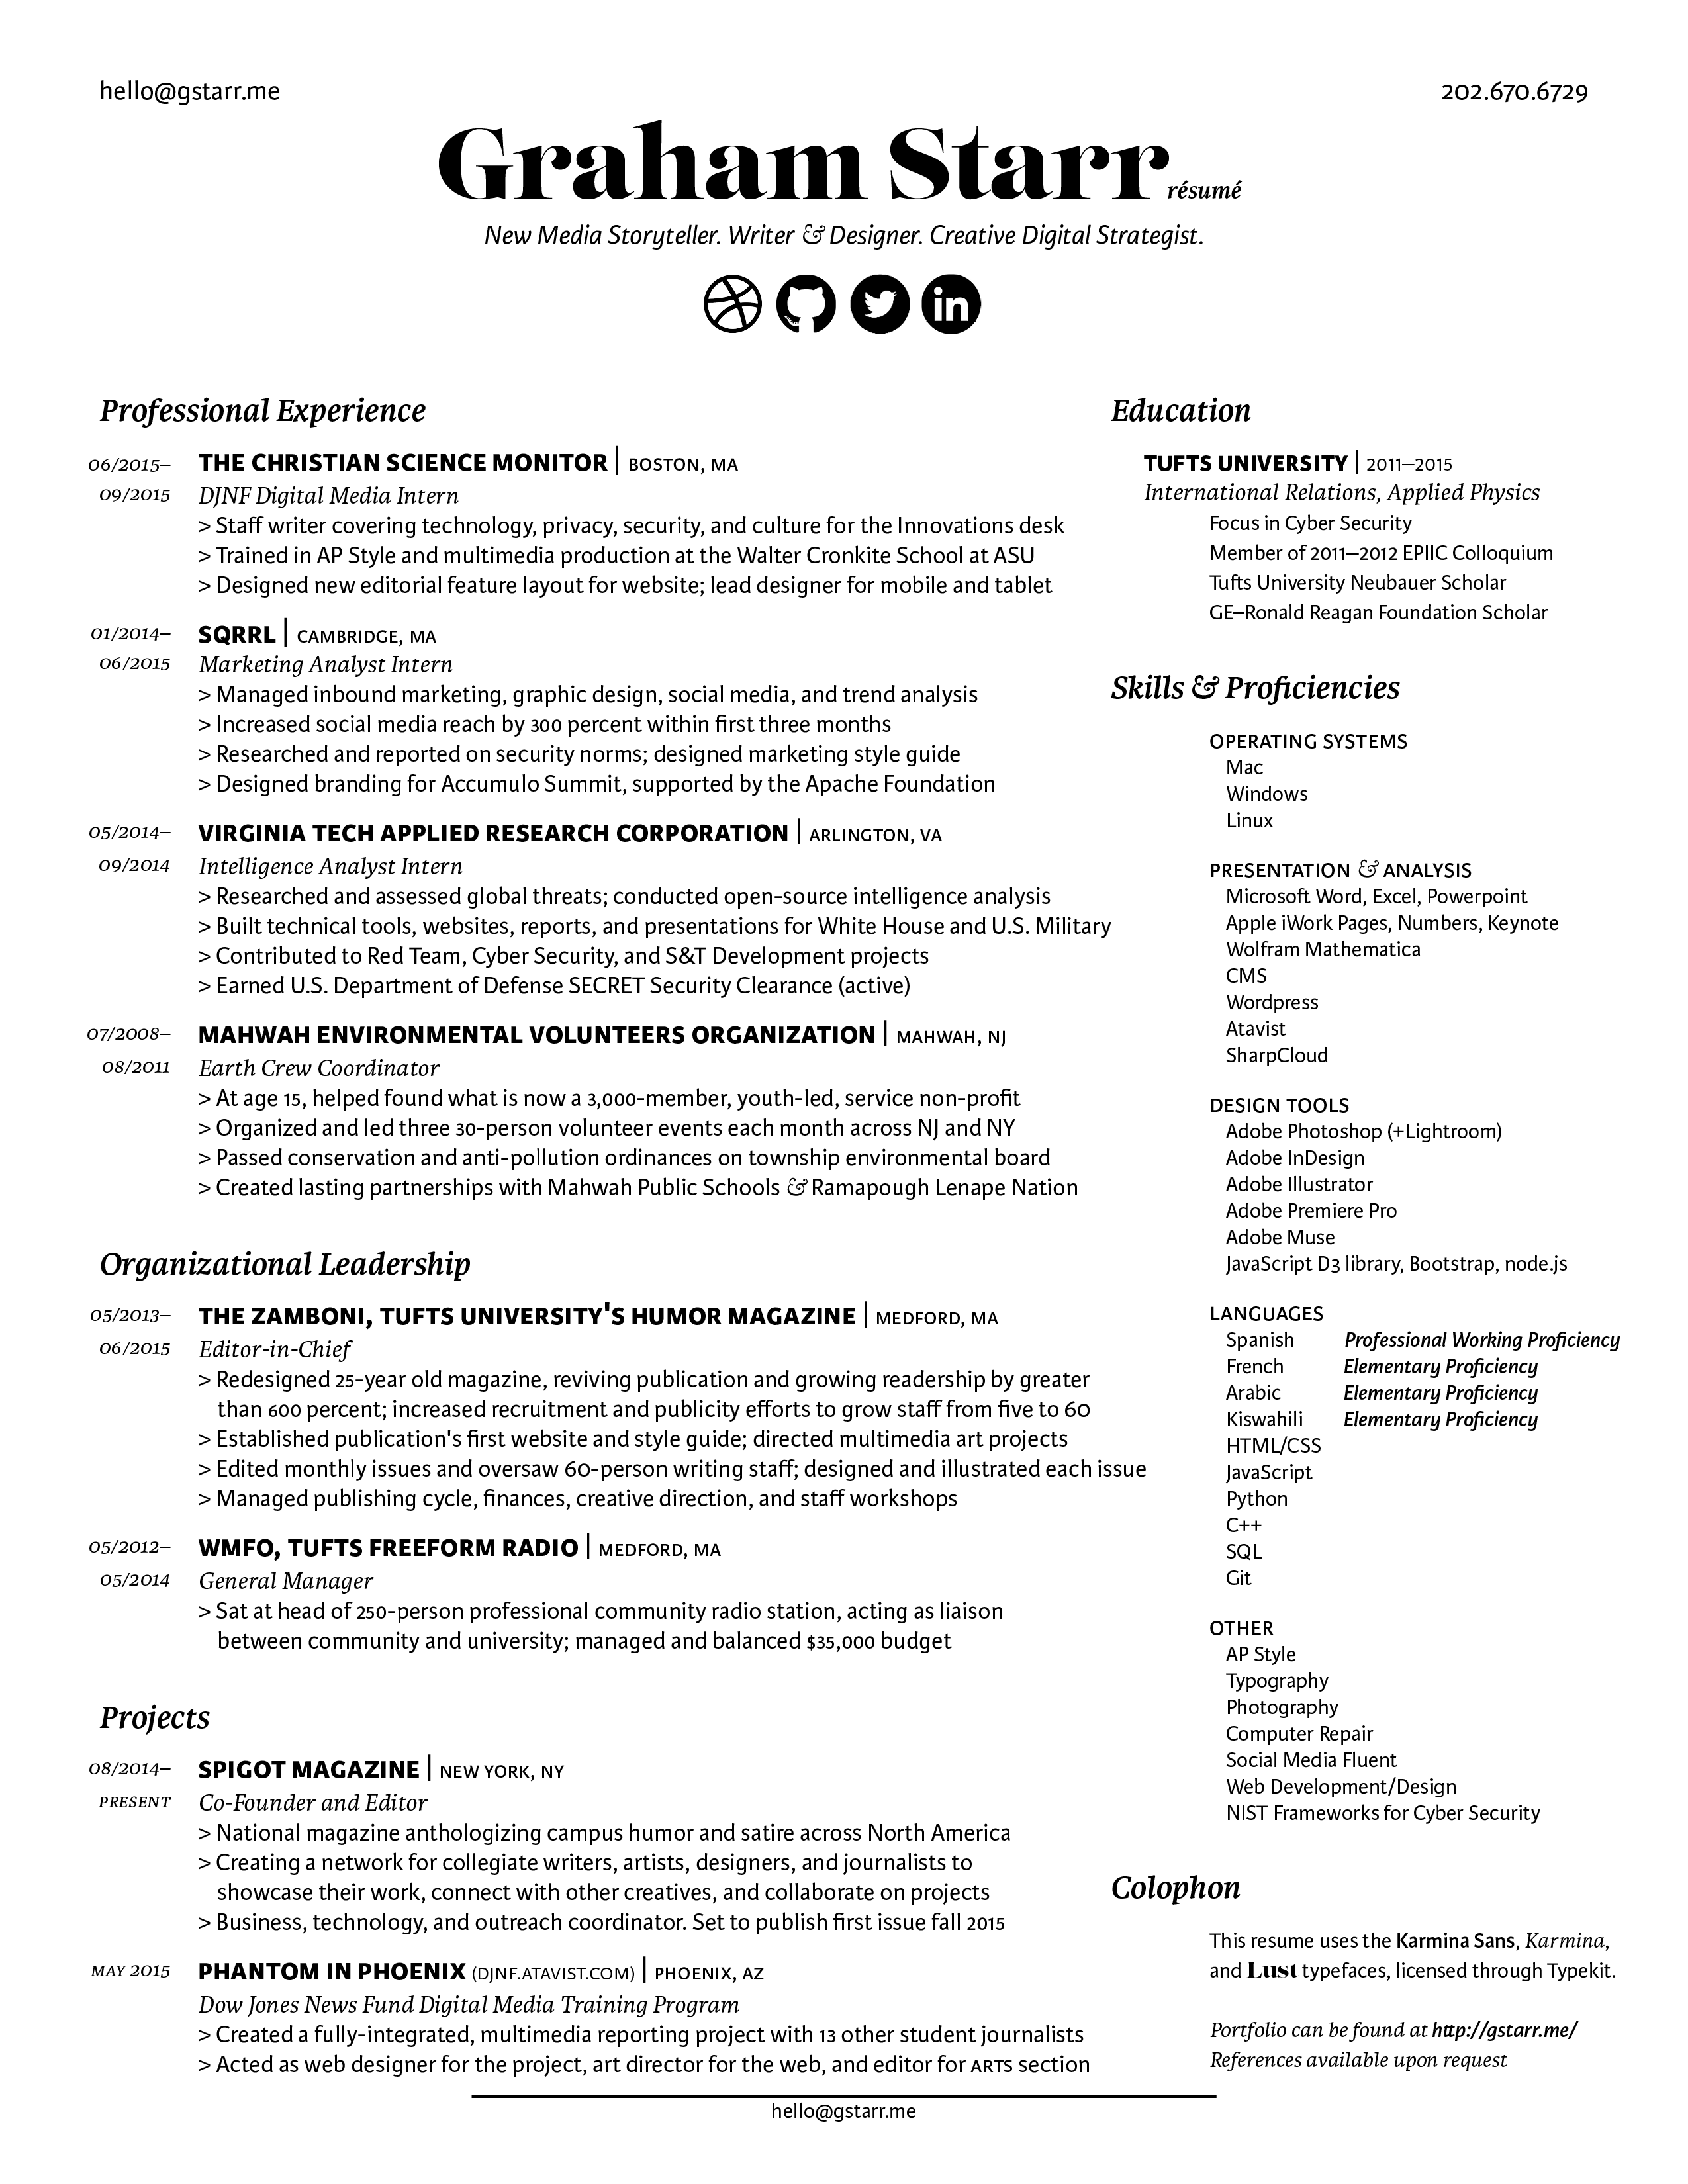 hello@gstarr.me
202.670.6729
Graham Starr résumé
New Media Storyteller. Writer & Designer. Creative Digital Strategist.
in
Professional Experience
06/2015– THE CHRISTIAN SCIENCE MONITOR | BOSTON, MA
09/2015 DJNF Digital Media Intern
> Staff writer covering technology, privacy, security, and culture for the Innovations desk
> Trained in AP Style and multimedia production at the Walter Cronkite School at ASU
> Designed new editorial feature layout for website; lead designer for mobile and tablet
01/2014– SQRRL | CAMBRIDGE, MA
06/2015 Marketing Analyst Intern
> Managed inbound marketing, graphic design, social media, and trend analysis
> Increased social media reach by 300 percent within first three months
> Researched and reported on security norms; designed marketing style guide
> Designed branding for Accumulo Summit, supported by the Apache Foundation
05/2014– VIRGINIA TECH APPLIED RESEARCH CORPORATION | ARLINGTON, VA
09/2014 Intelligence Analyst Intern
> Researched and assessed global threats; conducted open-source intelligence analysis
> Built technical tools, websites, reports, and presentations for White House and U.S. Military
> Contributed to Red Team, Cyber Security, and S&T Development projects
> Earned U.S. Department of Defense SECRET Security Clearance (active)
07/2008– MAHWAH ENVIRONMENTAL VOLUNTEERS ORGANIZATION | MAHWAH, NJ
08/2011 Earth Crew Coordinator
> At age 15, helped found what is now a 3,000-member, youth-led, service non-profit
> Organized and led three 30-person volunteer events each month across NJ and NY
> Passed conservation and anti-pollution ordinances on township environmental board
> Created lasting partnerships with Mahwah Public Schools & Ramapough Lenape Nation
Organizational Leadership
05/2013– THE ZAMBONI, TUFTS UNIVERSITY'S HUMOR MAGAZINE | MEDFORD, MA
06/2015 Editor-in-Chief
> Redesigned 25-year old magazine, reviving publication and growing readership by greater
than 600 percent; increased recruitment and publicity efforts to grow staff from five to 60
> Established publication's first website and style guide; directed multimedia art projects
> Edited monthly issues and oversaw 60-person writing staff; designed and illustrated each issue
> Managed publishing cycle, finances, creative direction, and staff workshops
05/2012– WMFO, TUFTS FREEFORM RADIO | MEDFORD, MA
05/2014 General Manager
> Sat at head of 250-person professional community radio station, acting as liaison
between community and university; managed and balanced $35,000 budget
Projects
08/2014– SPIGOT MAGAZINE | NEW YORK, NY
PRESENT Co-Founder and Editor
> National magazine anthologizing campus humor and satire across North America
> Creating a network for collegiate writers, artists, designers, and journalists to
showcase their work, connect with other creatives, and collaborate on projects
> Business, technology, and outreach coordinator. Set to publish first issue fall 2015
MAY 2015 PHANTOM IN PHOENIX (DJNF.ATAVIST.COM) | PHOENIX, AZ
Dow Jones News Fund Digital Media Training Program
> Created a fully-integrated, multimedia reporting project with 13 other student journalists
> Acted as web designer for the project, art director for the web, and editor for ARTS section
Education
TUFTS UNIVERSITY | 2011–2015
International Relations, Applied Physics
Focus in Cyber Security
Member of 2011–2012 EPIIC Colloquium
Tufts University Neubauer Scholar
GE–Ronald Reagan Foundation Scholar
Skills & Proficiencies
OPERATING SYSTEMS
Mac
Windows
Linux
PRESENTATION & ANALYSIS
Microsoft Word, Excel, Powerpoint
Apple iWork Pages, Numbers, Keynote
Wolfram Mathematica
CMS
Wordpress
Atavist
SharpCloud
DESIGN TOOLS
Adobe Photoshop (+Lightroom)
Adobe InDesign
Adobe Illustrator
Adobe Premiere Pro
Adobe Muse
JavaScript D3 library, Bootstrap, node.js
LANGUAGES
Spanish Professional Working Proficiency
French Elementary Proficiency
Arabic Elementary Proficiency
Kiswahili Elementary Proficiency
HTML/CSS
JavaScript
Python
C++
SQL
Git
OTHER
AP Style
Typography
Photography
Computer Repair
Social Media Fluent
Web Development/Design
NIST Frameworks for Cyber Security
Colophon
This resume uses the Karmina Sans, Karmina,
and Lust typefaces, licensed through Typekit.
Portfolio can be found at http://gstarr.me/
References available upon request
hello@gstarr.me